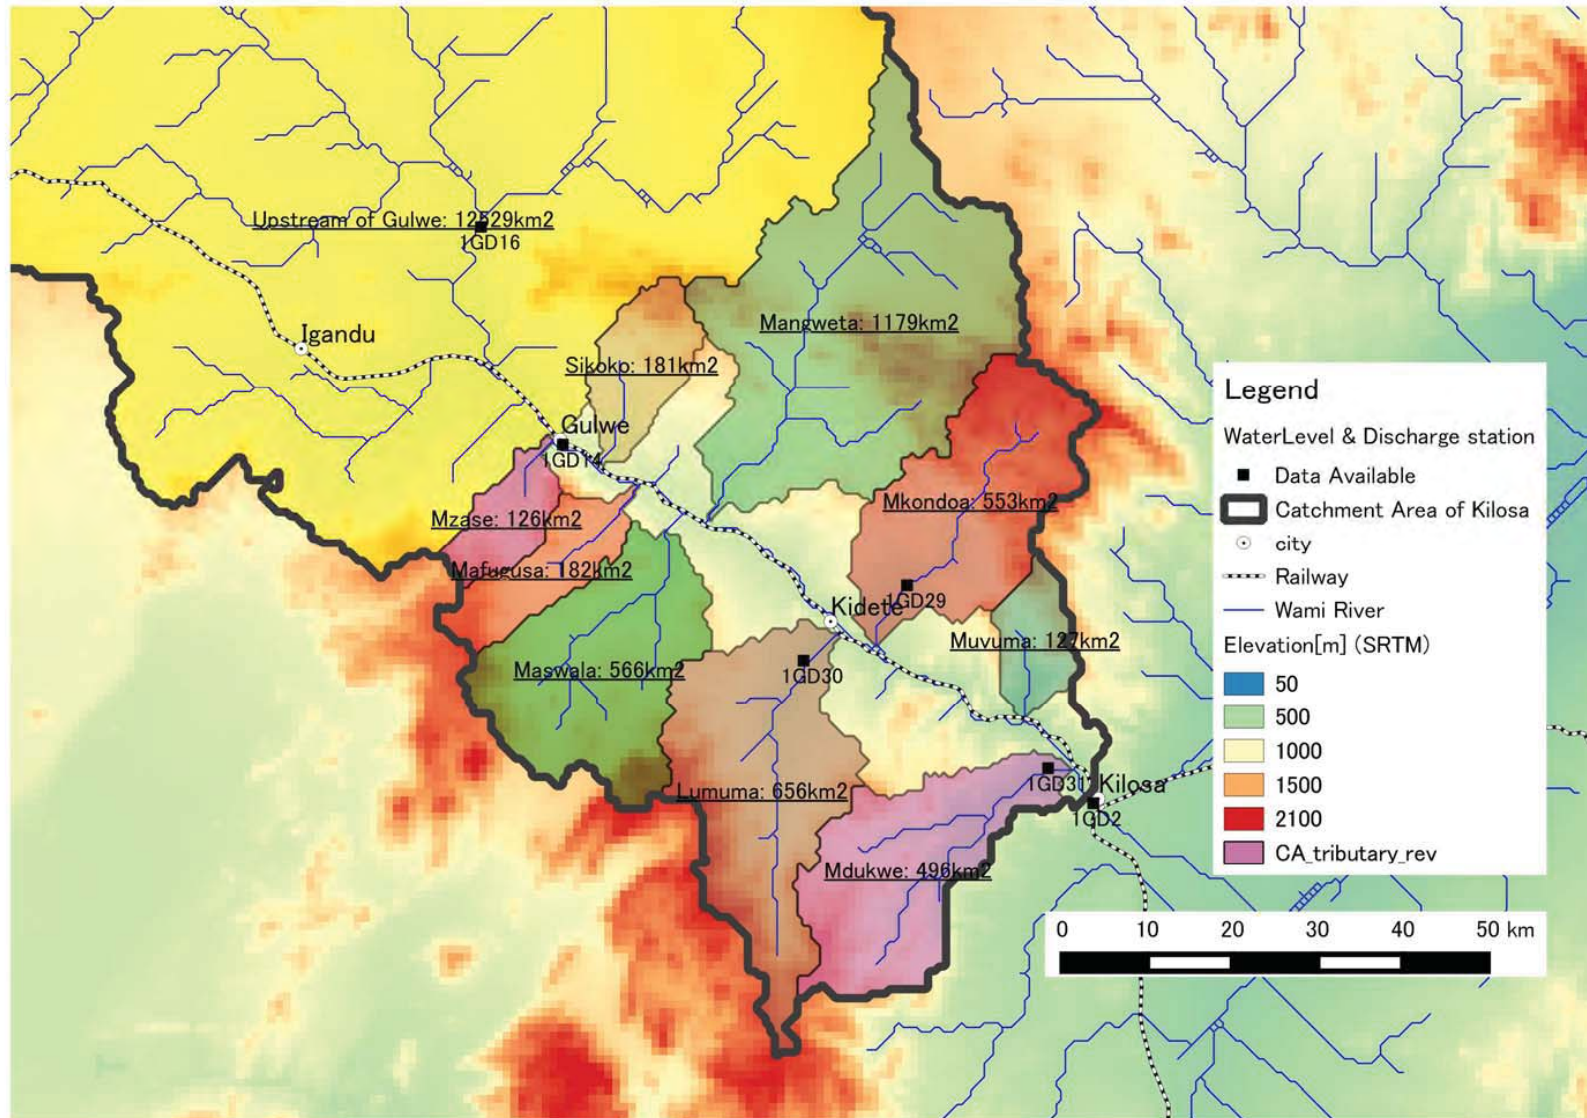 Upstream of Gulwe: 12529km2
1GD16
Igandu
Mangweta: 1179km2
Sikoko: 181km2
Gulwe
1GD14
Mzase: 126km2
Mkondoa: 553km2
Mafugusa: 182km2
1GD29
Kidete
Muvuma: 127km2
Maswala: 566km2
1GD30
Lumuma: 656km2
1GD31
Kilosa
1GD2
Mdukwe: 496km2
Legend
WaterLevel & Discharge station
Data Available
Catchment Area of Kilosa
city
Railway
Wami River
Elevation[m] (SRTM)
50
500
1000
1500
2100
CA_tributary_rev
0 10 20 30 40 50 km